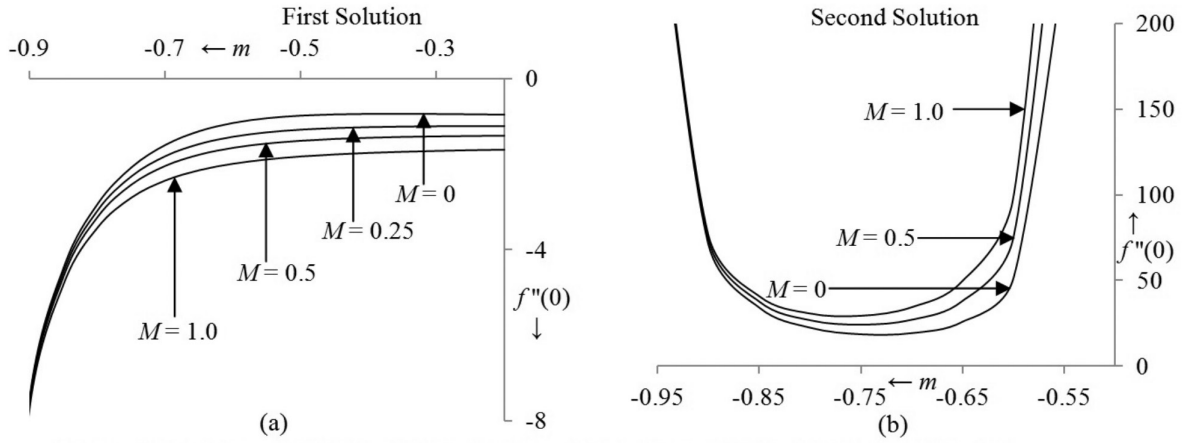 First Solution
-0.9 -0.7 ← m -0.5 -0.3
0
M = 0
M = 0.25
M = 0.5
M = 1.0
-4
f "(0)
↓
-8
(a)
Second Solution
200
M = 1.0
150
100
↑
M = 0.5
f "(0)
M = 0
50
0
← m
-0.95 -0.85 -0.75 -0.65 -0.55
(b)